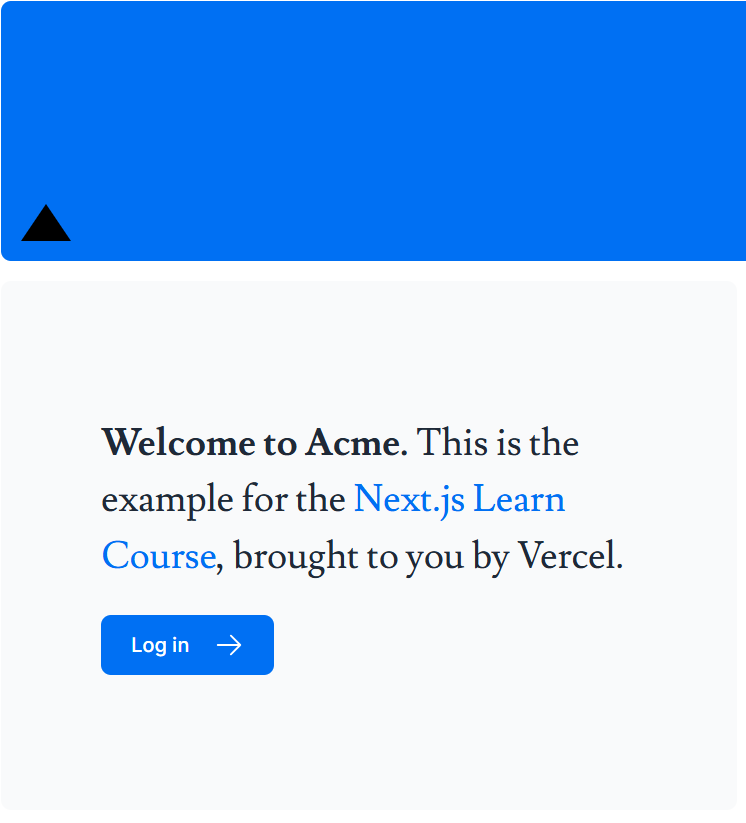 Welcome to Acme. This is the
example for the Next.js Learn
Course, brought to you by Vercel.
Log in